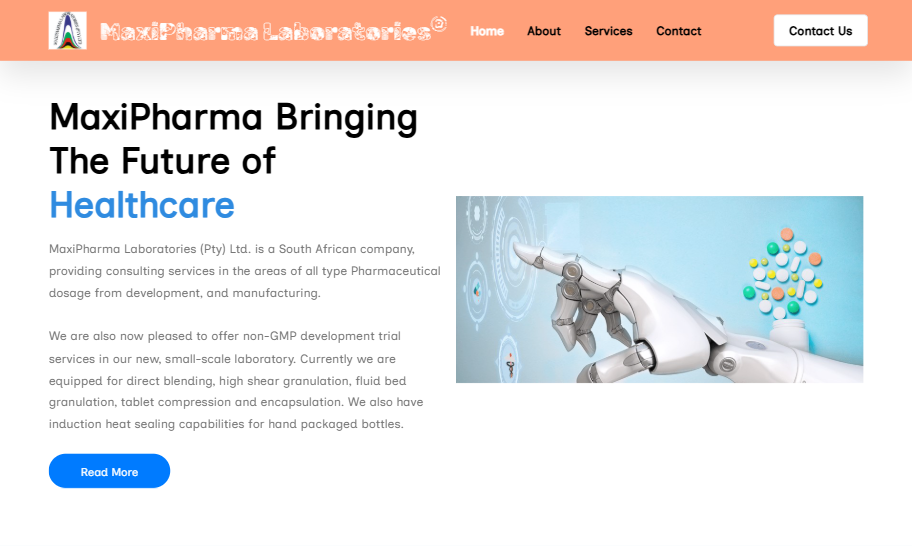 MaxiPharma Laboratories®
Home
About
Services
Contact
Contact Us
MaxiPharma Bringing
The Future of
Healthcare
MaxiPharma Laboratories (Pty) Ltd. is a South African company,
providing consulting services in the areas of all type Pharmaceutical
dosage from development, and manufacturing.
We are also now pleased to offer non-GMP development trial
services in our new, small-scale laboratory. Currently we are
equipped for direct blending, high shear granulation, fluid bed
granulation, tablet compression and encapsulation. We also have
induction heat sealing capabilities for hand packaged bottles.
Read More